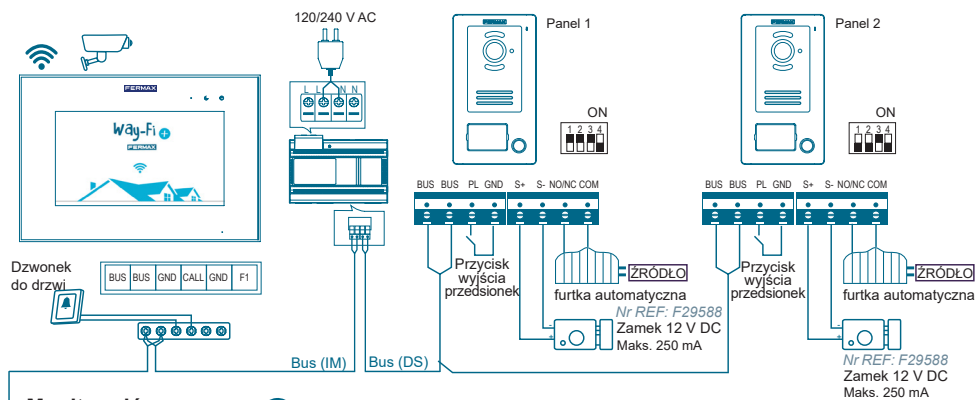 120/240 V AC
FERMAX
L L N N
FERMAX
Panel 1
FERMAX
Panel 2
Way-Fi
FERMAX
ON
1 2 3 4
ON
1 2 3 4
BUS BUS PL GND S+ S- NO/NC COM
BUS BUS PL GND S+ S- NO/NC COM
Dzwonek
do drzwi
BUS BUS GND CALL GND F1
Przycisk
wyjścia
przedsionek
ŹRÓDŁO
furtka automatyczna
Nr REF: F29588
Zamek 12 V DC
Maks. 250 mA
Przycisk
wyjścia
przedsionek
ŹRÓDŁO
furtka automatyczna
Nr REF: F29588
Zamek 12 V DC
Maks. 250 mA
Bus (IM)
Bus (DS)